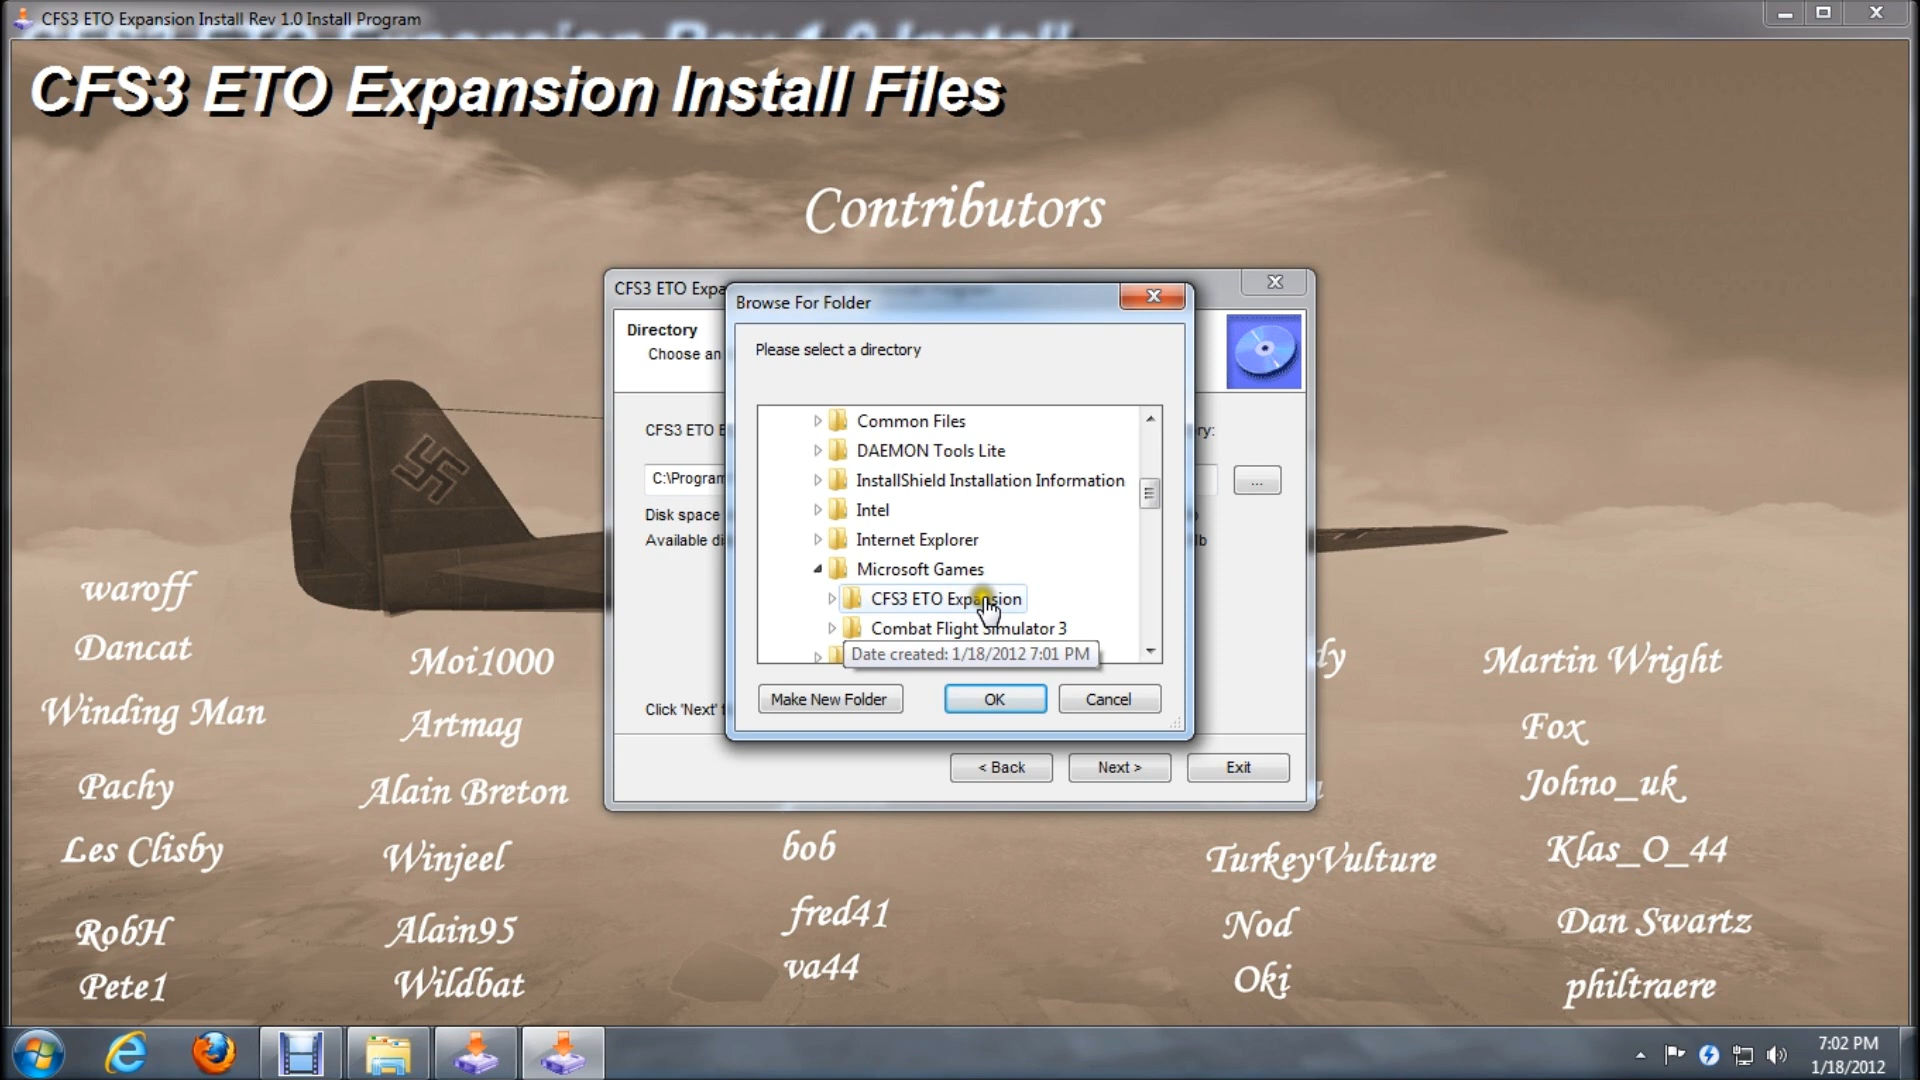 CFS3 ETO Expansion Install Rev 1.0 Install Program
CFS3 ETO Expansion Install Files
Contributors
CFS3 ETO Expa
Browse For Folder
Directory
Choose an
Please select a directory
CFS3 ETO E
ry:
C:\Program
...
Disk space
Available di
lb
Common Files
DAEMON Tools Lite
InstallShield Installation Information
Intel
Internet Explorer
Microsoft Games
CFS3 ETO Expansion
Combat Flight Simulator 3
Date created: 1/18/2012 7:01 PM
Make New Folder
OK
Cancel
Click 'Next'
< Back
Next >
Exit
waroff
Dancat
Winding Man
Pachy
Les Clisby
RobH
Pete1
Moi1000
Artmag
Alain Breton
Winjeel
Alain95
Wildbat
bob
fred41
va44
ly
TurkeyVulture
Nod
Oki
Martin Wright
Fox
Johno_uk
Klas_O_44
Dan Swartz
philtraere
7:02 PM
1/18/2012